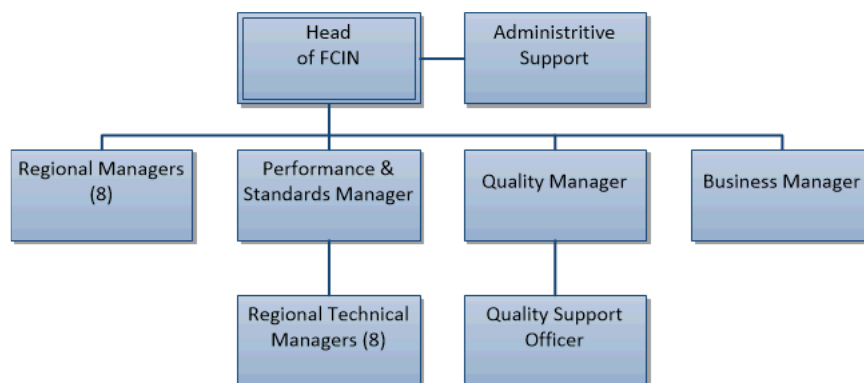 Head
of FCIN
Administritive
Support
Regional Managers
(8)
Performance &
Standards Manager
Quality Manager
Business Manager
Regional Technical
Managers (8)
Quality Support
Officer